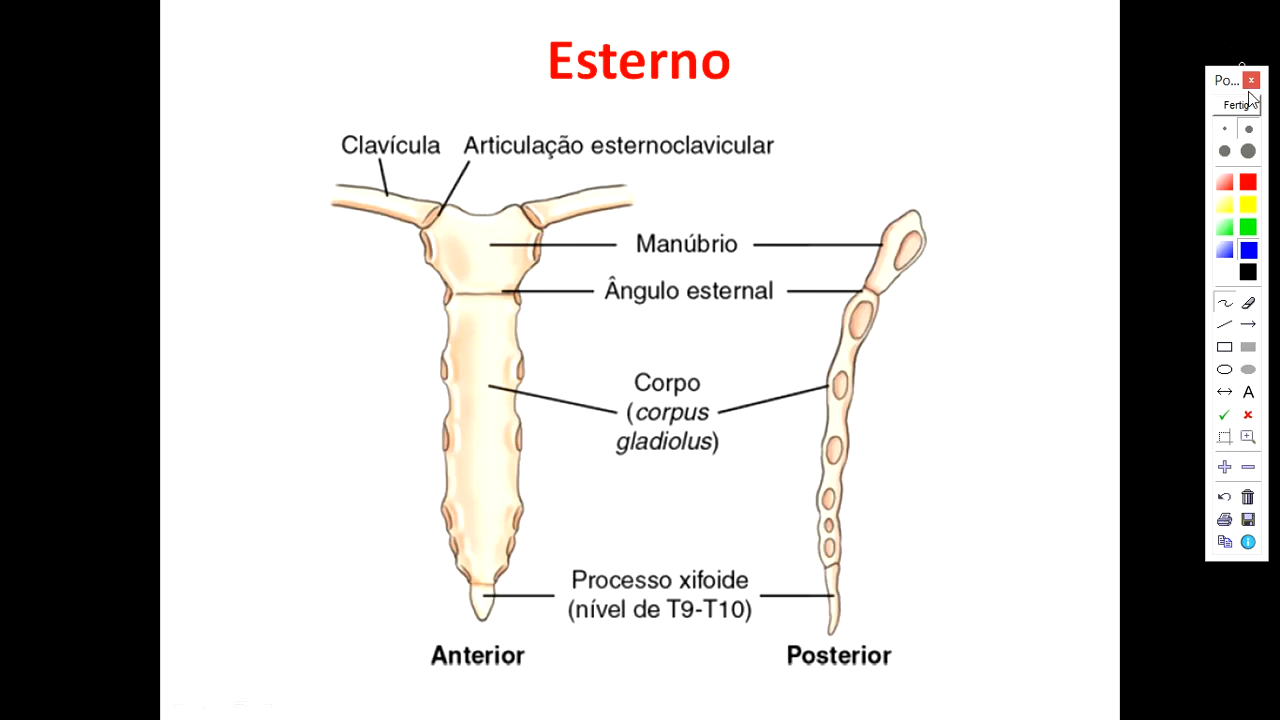 Esterno
Clavícula
Articulação esternoclavicular
Manúbrio
Ângulo esternal
Corpo
(corpus
gladiolus)
Processo xifoide
(nível de T9-T10)
Anterior
Posterior
Po...
Fertig
A